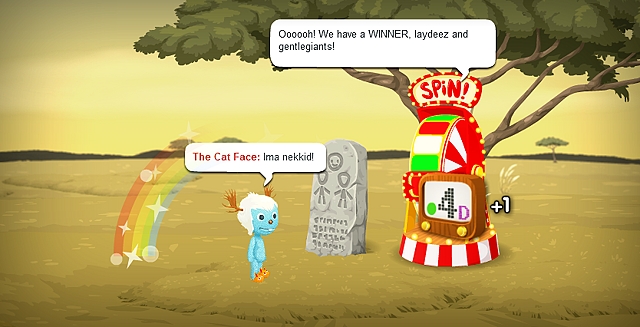 Oooooh! We have a WINNER, laydeez and
gentlegiants!
SPiN!
The Cat Face: Ima nekkid!
4D
+1